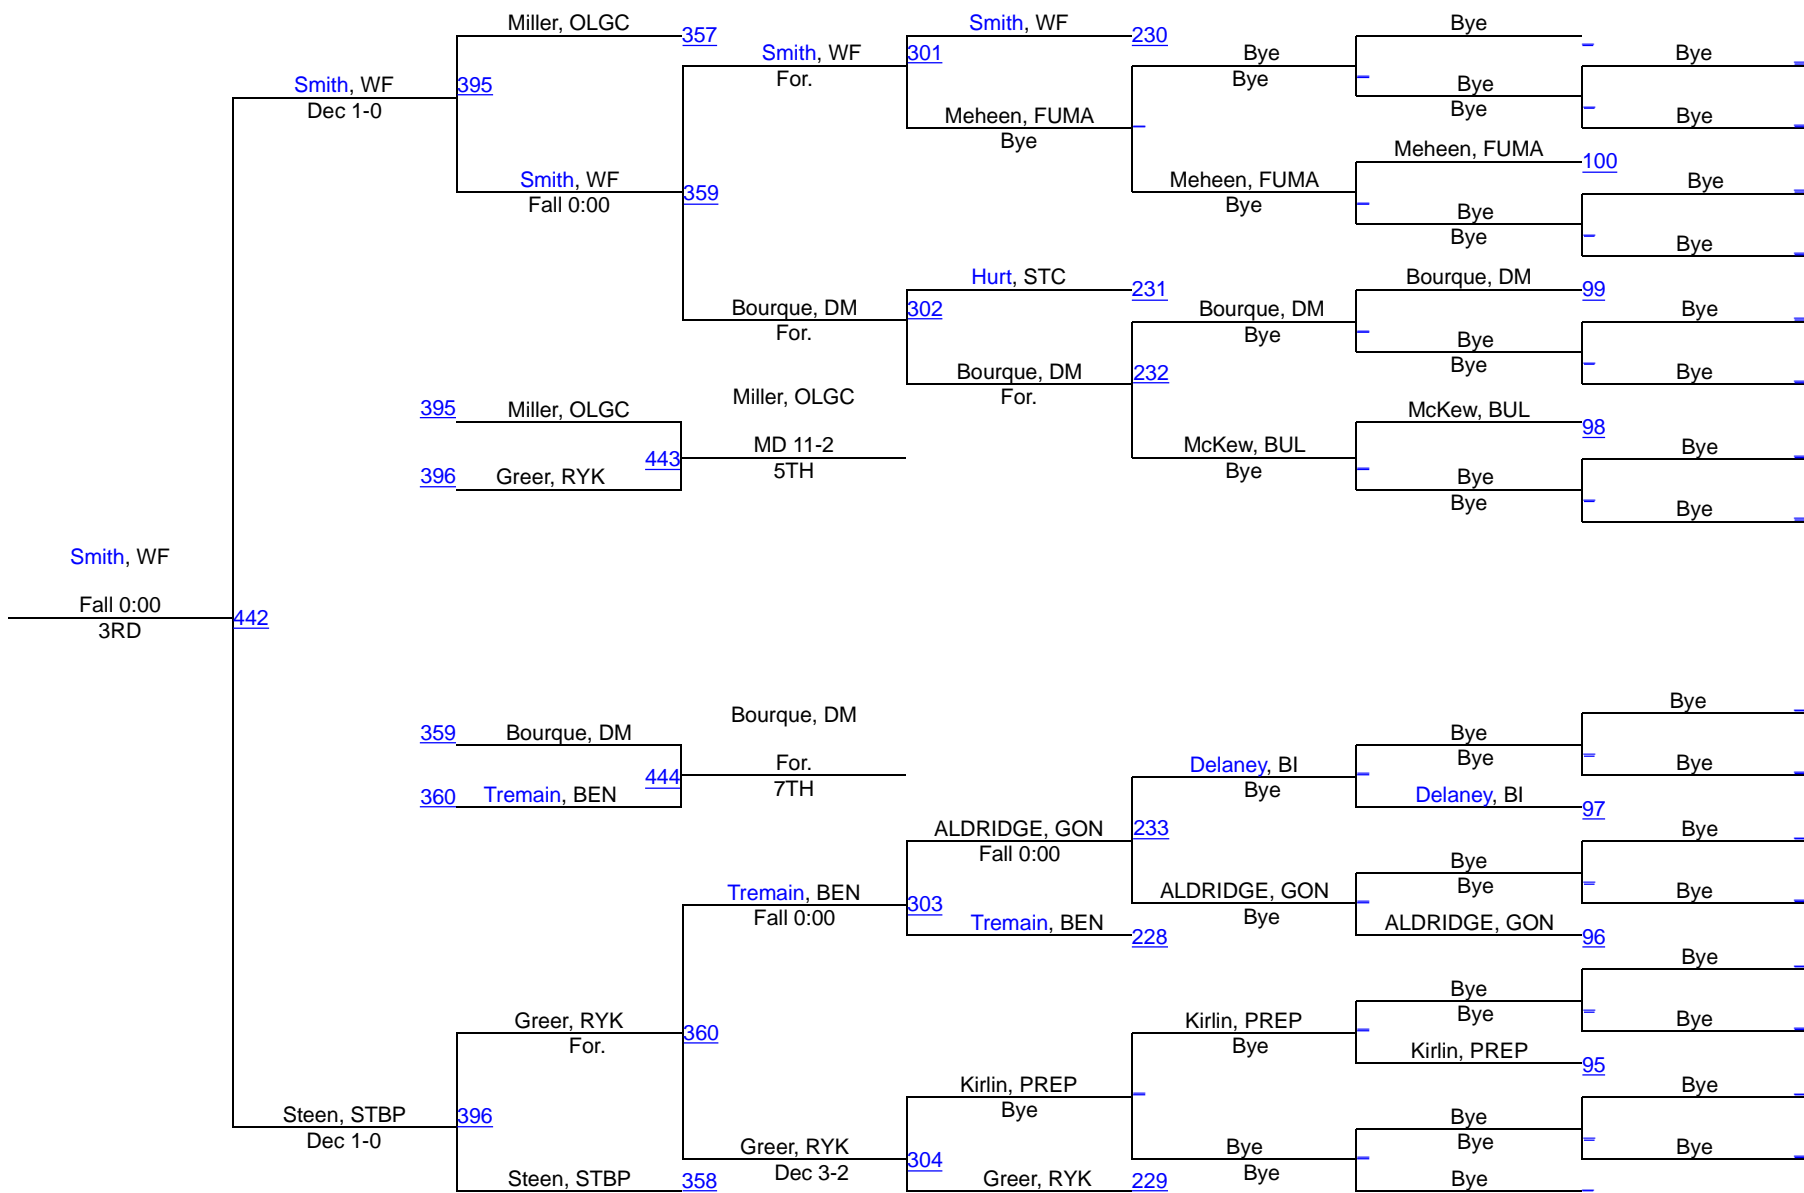 Miller, OLGC
357
Smith, WF
230
Bye
Bye
Smith, WF
For.
301
Bye
Bye
Bye
Smith, WF
Dec 1-0
395
Bye
Bye
Meheen, FUMA
Bye
Bye
Meheen, FUMA
100
Smith, WF
Fall 0:00
359
Meheen, FUMA
Bye
Bye
Bye
Bye
Bye
Hurt, STC
231
Bourque, DM
99
Bourque, DM
For.
302
Bourque, DM
Bye
Bye
Bye
Bye
Bourque, DM
For.
232
Bye
395
Miller, OLGC
Miller, OLGC
McKew, BUL
98
443
MD 11-2
5TH
McKew, BUL
Bye
Bye
396
Greer, RYK
Bye
Bye
Bye
Smith, WF
Fall 0:00
3RD
442
Bye
359
Bourque, DM
Bourque, DM
Bye
Bye
444
For.
7TH
Delaney, BI
Bye
Bye
360
Tremain, BEN
Delaney, BI
97
ALDRIDGE, GON
Fall 0:00
233
Bye
Bye
Bye
Tremain, BEN
Fall 0:00
303
ALDRIDGE, GON
Bye
Bye
Tremain, BEN
228
ALDRIDGE, GON
96
Bye
Greer, RYK
For.
360
Kirlin, PREP
Bye
Bye
Bye
Bye
Kirlin, PREP
95
Kirlin, PREP
Bye
Bye
Steen, STBP
Dec 1-0
396
Bye
Bye
Greer, RYK
Dec 3-2
304
Bye
Bye
Bye
Steen, STBP
358
Greer, RYK
229
Bye